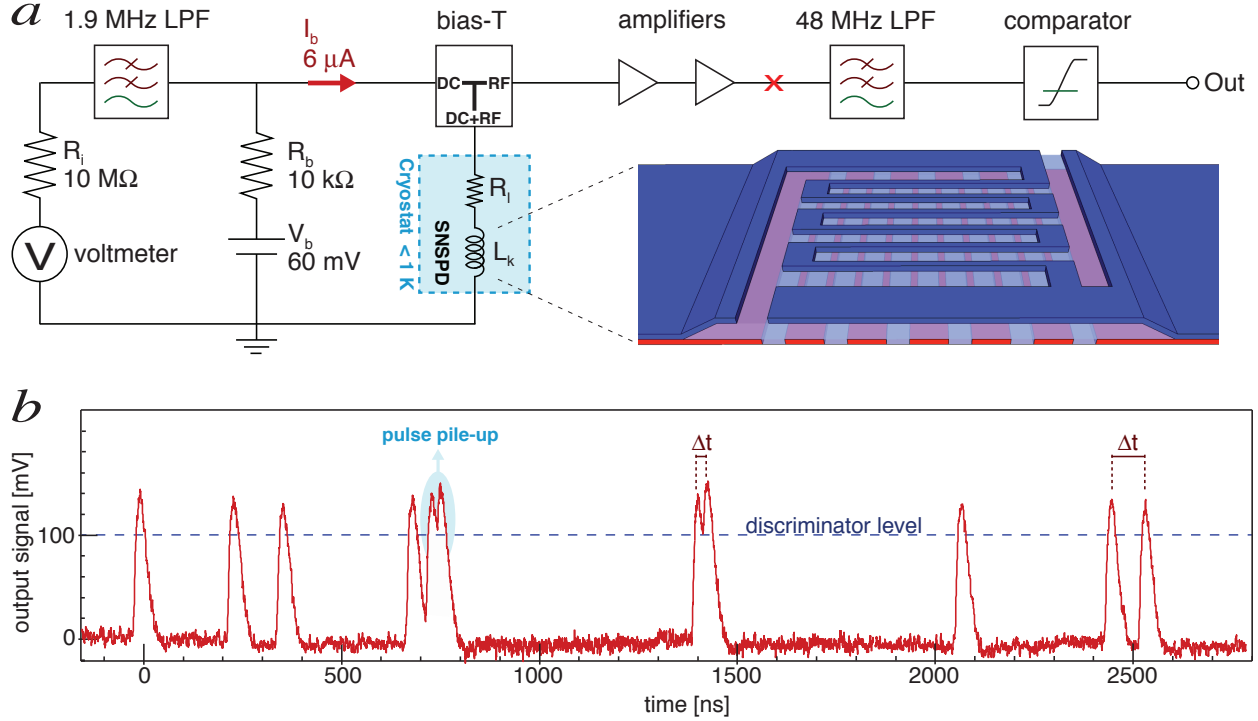 a
1.9 MHz LPF
I_b
6 μA
bias-T
amplifiers
48 MHz LPF
comparator
DC
RF
DC+RF
Out
R_i
10 MΩ
R_b
10 kΩ
V_b
60 mV
V
voltmeter
Cryostat < 1 K
SNSPD
R_l
L_k
b
pulse pile-up
Δt
Δt
discriminator level
output signal [mV]
100
0
0
500
1000
1500
2000
2500
time [ns]